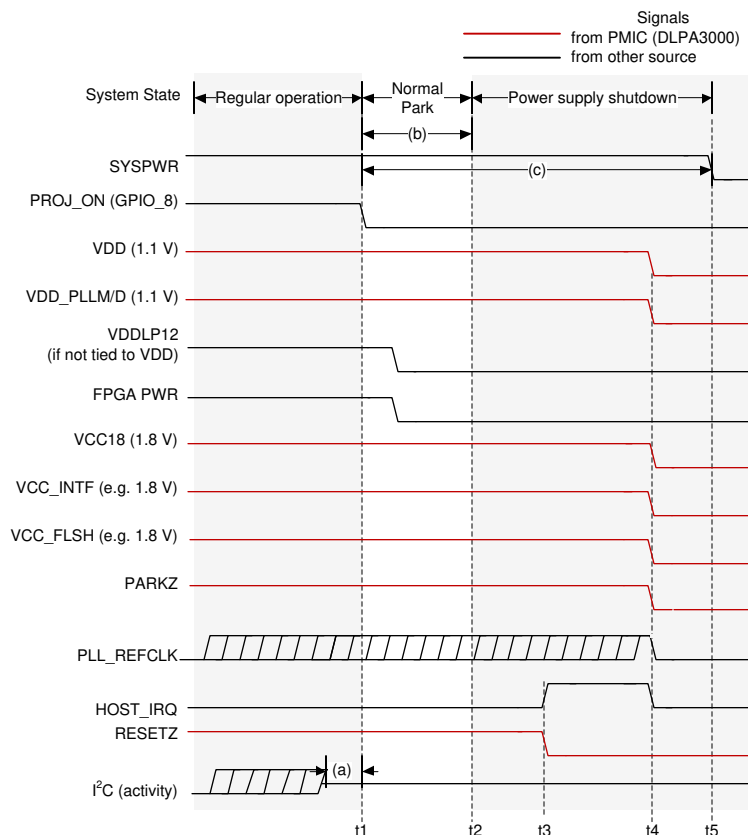 Signals
from PMIC (DLPA3000)
from other source
System State
Regular operation
Normal
Park
Power supply shutdown
(b)
SYSPWR
(c)
PROJ_ON (GPIO_8)
VDD (1.1 V)
VDD_PLLM/D (1.1 V)
VDDLP12
(if not tied to VDD)
FPGA PWR
VCC18 (1.8 V)
VCC_INTF (e.g. 1.8 V)
VCC_FLSH (e.g. 1.8 V)
PARKZ
PLL_REFCLK
HOST_IRQ
RESETZ
(a)
I²C (activity)
t1 t2 t3 t4 t5